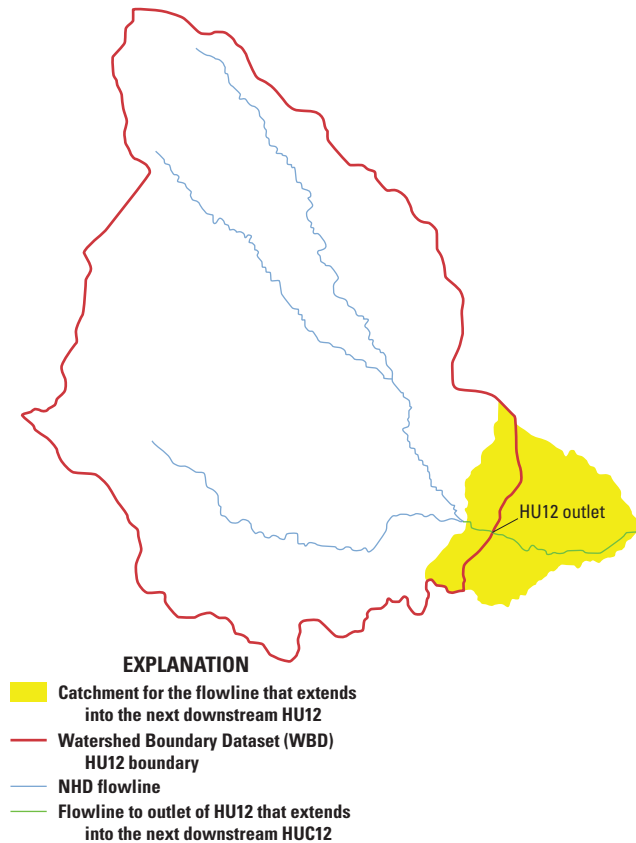 HU12 outlet
EXPLANATION
Catchment for the flowline that extends
into the next downstream HU12
Watershed Boundary Dataset (WBD)
HU12 boundary
NHD flowline
Flowline to outlet of HU12 that extends
into the next downstream HUC12